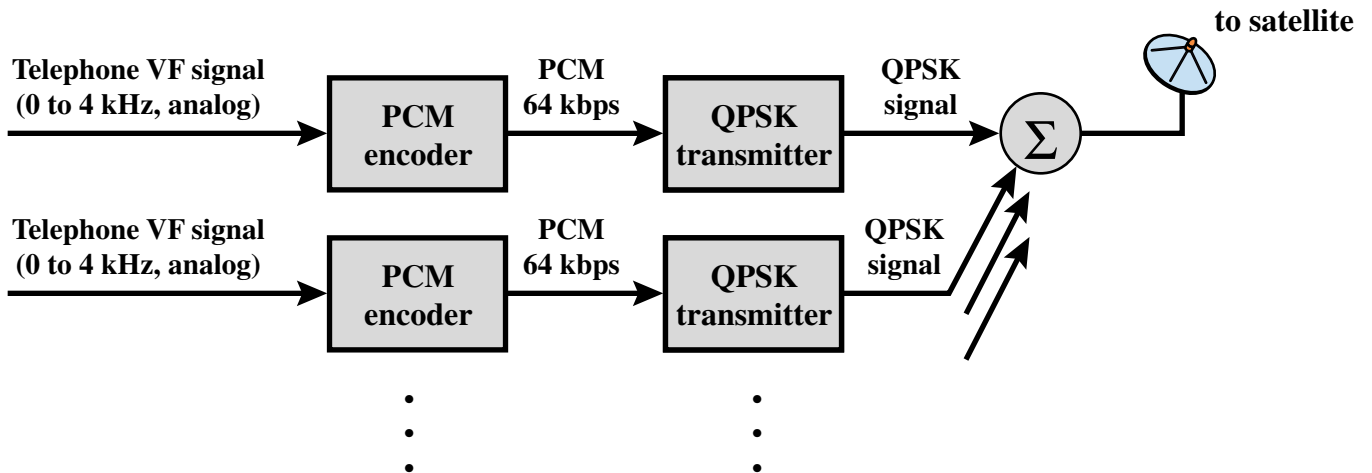 to satellite
Telephone VF signal
(0 to 4 kHz, analog)
PCM
encoder
PCM
64 kbps
QPSK
transmitter
QPSK
signal
Σ
Telephone VF signal
(0 to 4 kHz, analog)
PCM
encoder
PCM
64 kbps
QPSK
transmitter
QPSK
signal